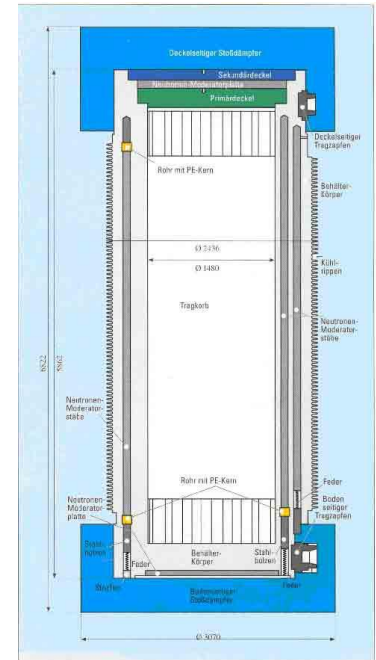 Deckelseitiger Stoßdämpfer
Sekundärdeckel
Neutronen-Moderatorplatte
Primärdeckel
Deckelseitiger
Tragzapfen
Rohr mit PE-Kern
Behälter-
Körper
Ø 2436
Ø 1480
Kühl-
rippen
Tragkorb
Neutronen-
Moderator-
stäbe
6822
5862
Neutronen-
Moderator-
stäbe
Rohr mit PE-Kern
Feder
Boden
seitiger
Tragzapfen
Neutronen-
Moderator-
platte
Stahl-
bolzen
Feder
Behälter-
Körper
Stahl-
bolzen
Feder
Bodenseitiger
Stoßdämpfer
Ø 3070